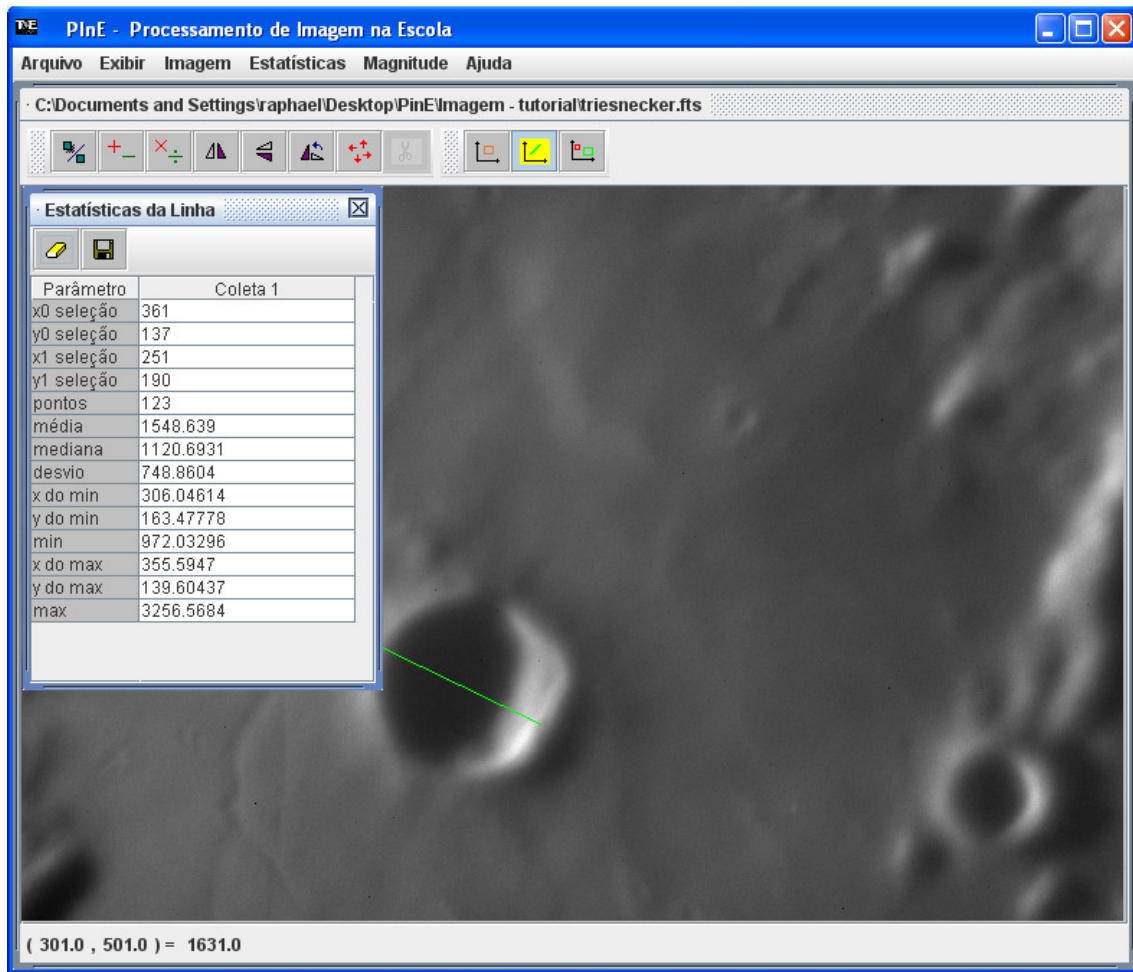 PInE - Processamento de Imagem na Escola
Arquivo Exibir Imagem Estatísticas Magnitude Ajuda
C:\Documents and Settings\raphael\Desktop\PinE\Imagem - tutorial\triesnecker.fts
Estatísticas da Linha
Parâmetro Coleta 1
x0 seleção 361
y0 seleção 137
x1 seleção 251
y1 seleção 190
pontos 123
média 1548.639
mediana 1120.6931
desvio 748.8604
x do min 306.04614
y do min 163.47778
min 972.03296
x do max 355.5947
y do max 139.60437
max 3256.5684
( 301.0 , 501.0 ) = 1631.0